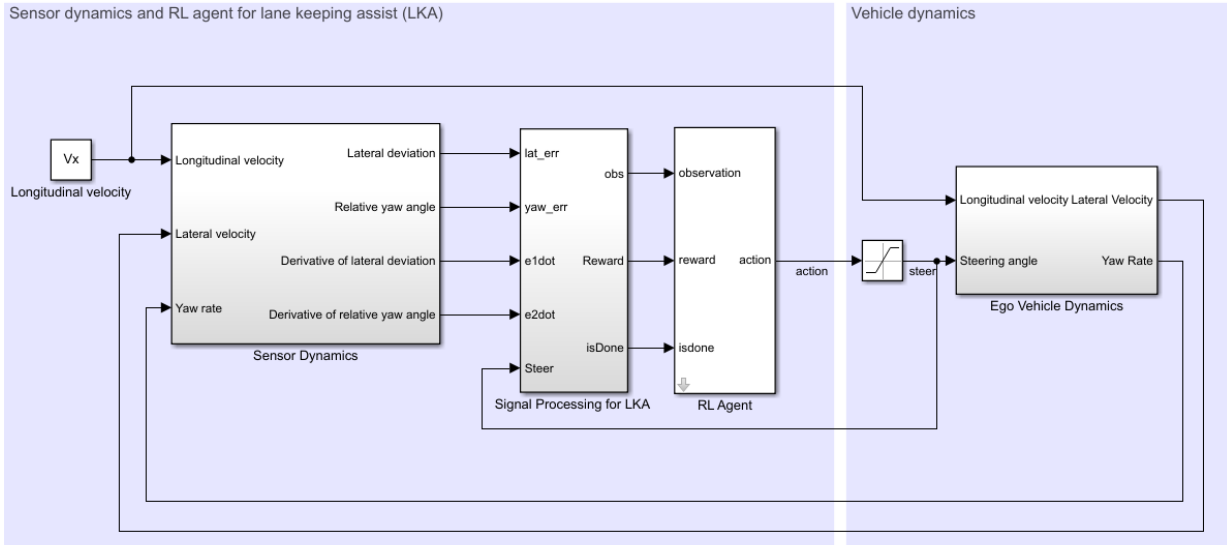 Sensor dynamics and RL agent for lane keeping assist (LKA)
Vehicle dynamics
Vx
Longitudinal velocity
Longitudinal velocity
Lateral velocity
Yaw rate
Lateral deviation
Relative yaw angle
Derivative of lateral deviation
Derivative of relative yaw angle
Sensor Dynamics
lat_err
yaw_err
e1dot
e2dot
Steer
obs
Reward
isDone
Signal Processing for LKA
observation
reward
isdone
action
RL Agent
action
steer
Longitudinal velocity
Steering angle
Lateral Velocity
Yaw Rate
Ego Vehicle Dynamics